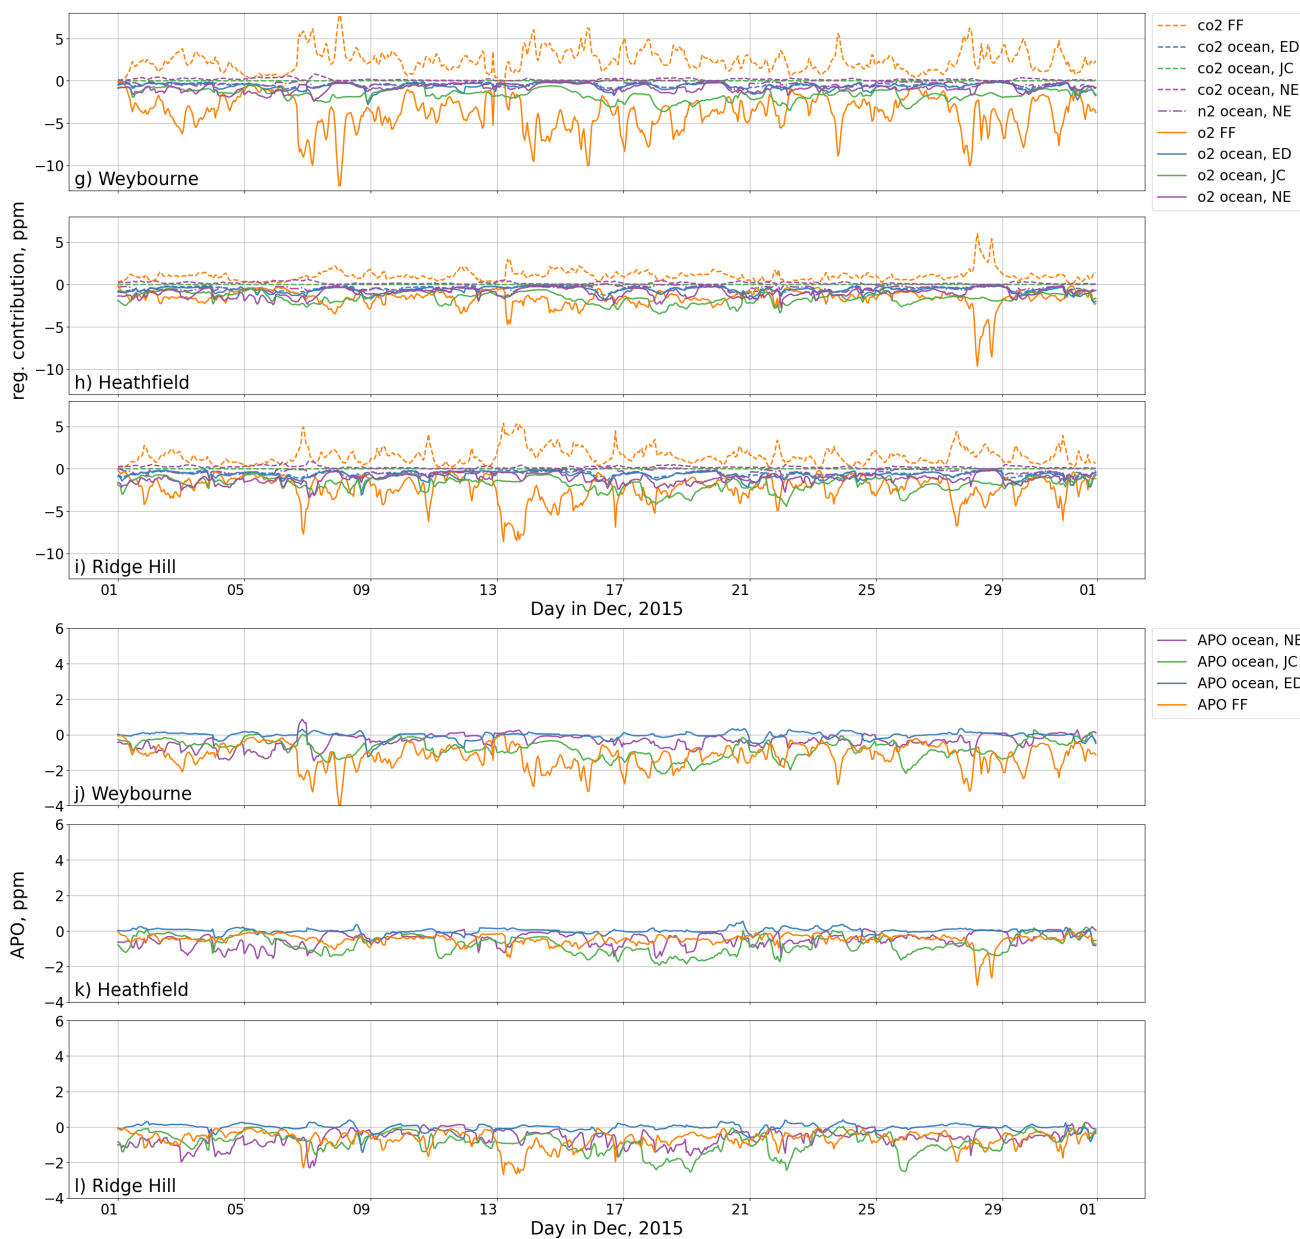 5
0
−5
−10
g) Weybourne
co2 FF
co2 ocean, ED
co2 ocean, JC
co2 ocean, NE
n2 ocean, NE
o2 FF
o2 ocean, ED
o2 ocean, JC
o2 ocean, NE
reg. contribution, ppm
5
0
−5
−10
h) Heathfield
5
0
−5
−10
i) Ridge Hill
01 05 09 13 17 21 25 29 01
Day in Dec, 2015
6
4
2
0
−2
−4
j) Weybourne
APO ocean, NE
APO ocean, JC
APO ocean, ED
APO FF
APO, ppm
6
4
2
0
−2
−4
k) Heathfield
6
4
2
0
−2
−4
l) Ridge Hill
01 05 09 13 17 21 25 29 01
Day in Dec, 2015